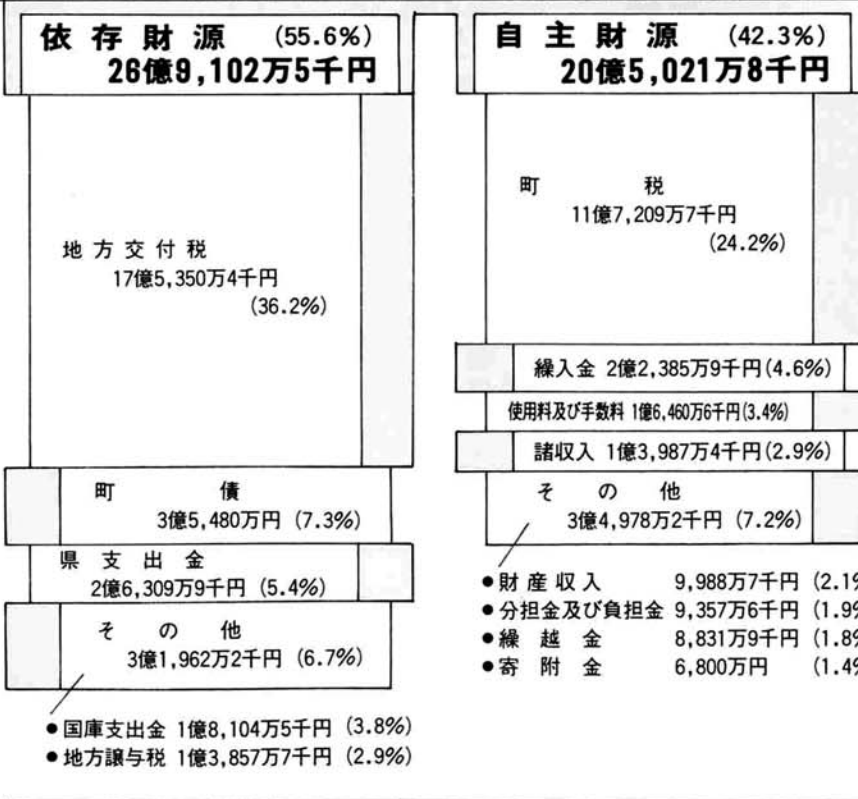 依存財源 (55.6%)
26億9,102万5千円
地方交付税
17億5,350万4千円
(36.2%)
町債
3億5,480万円 (7.3%)
県支出金
2億6,309万9千円 (5.4%)
その他
3億1,962万2千円 (6.7%)
●国庫支出金 1億8,104万5千円 (3.8%)
●地方譲与税 1億3,857万7千円 (2.9%)
自主財源 (42.3%)
20億5,021万8千円
町税
11億7,209万7千円
(24.2%)
繰入金 2億2,385万9千円(4.6%)
使用料及び手数料 1億6,460万6千円(3.4%)
諸収入 1億3,987万4千円(2.9%)
その他
3億4,978万2千円 (7.2%)
●財産収入 9,988万7千円 (2.1%
●分担金及び負担金 9,357万6千円 (1.9%
●繰越金 8,831万9千円 (1.8%
●寄附金 6,800万円 (1.4%